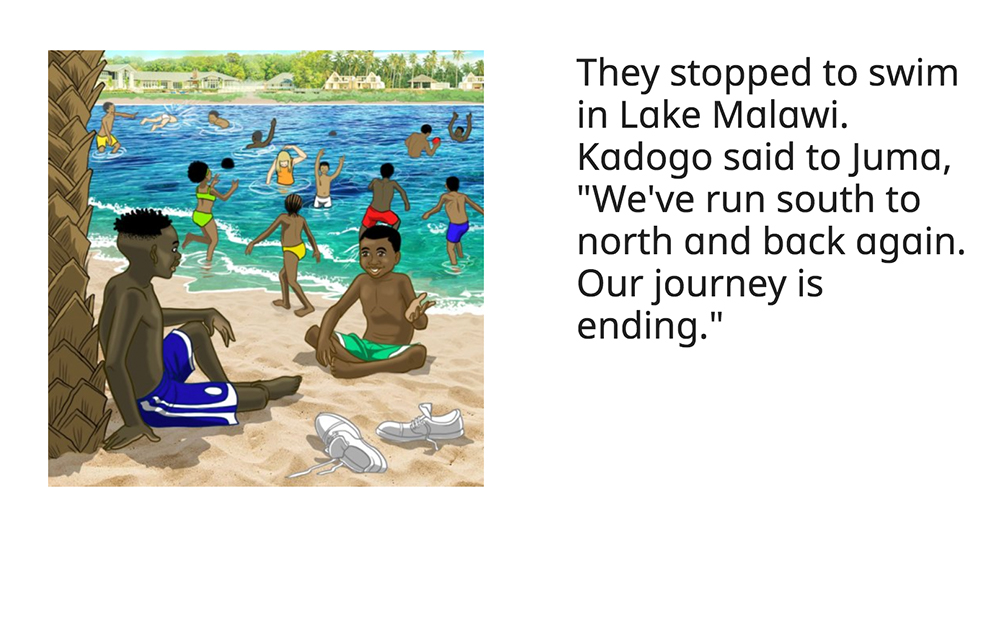 They stopped to swim
in Lake Malawi.
Kadogo said to Juma,
"We've run south to
north and back again.
Our journey is
ending."